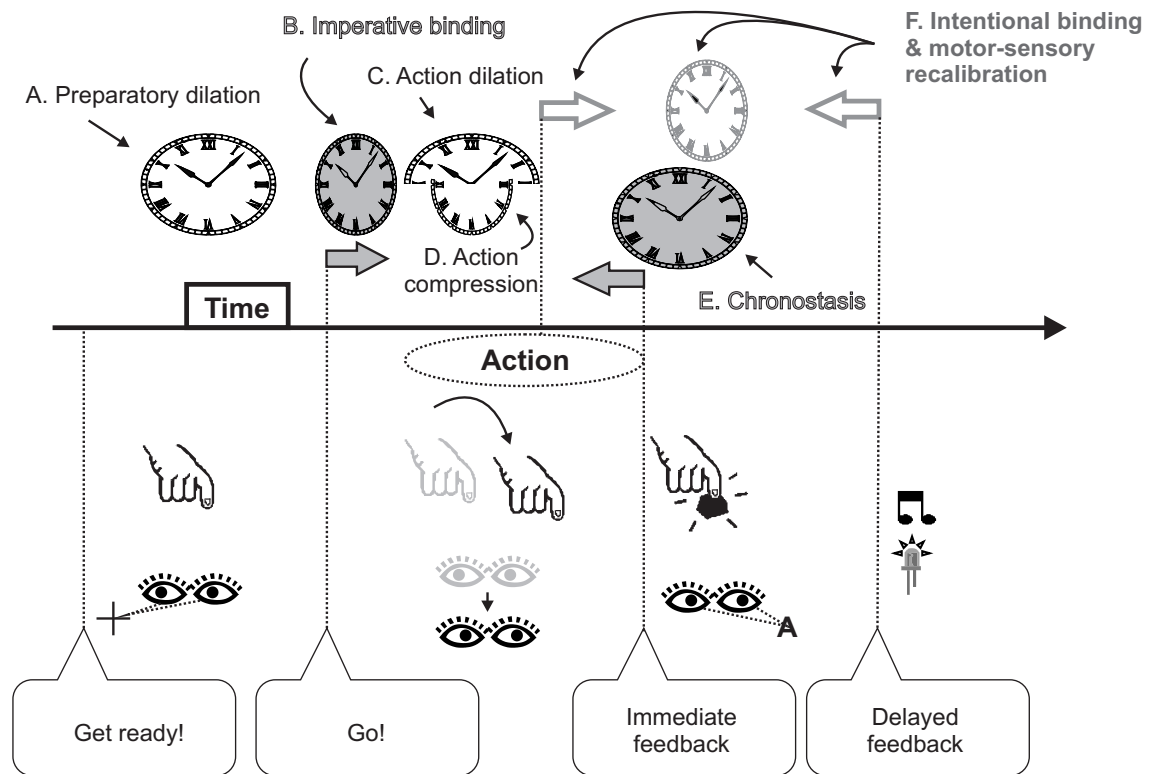 B. Imperative binding
F. Intentional binding
& motor-sensory
recalibration
C. Action dilation
A. Preparatory dilation
D. Action
compression
E. Chronostasis
Time
Action
A
Get ready!
Go!
Immediate
feedback
Delayed
feedback